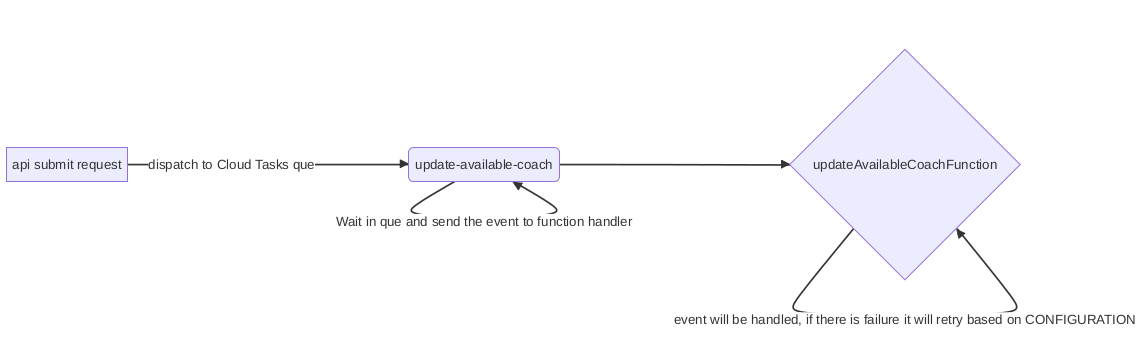 api submit request
dispatch to Cloud Tasks que
update-available-coach
updateAvailableCoachFunction
Wait in que and send the event to function handler
event will be handled, if there is failure it will retry based on CONFIGURATION